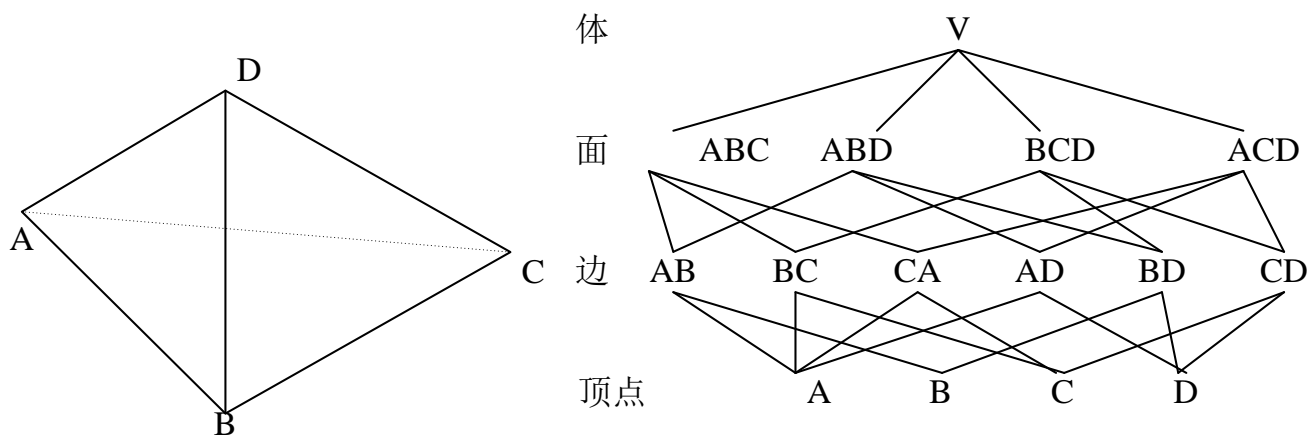 D
A
C
B
体 V
面 ABC ABD BCD ACD
边 AB BC CA AD BD CD
顶点 A B C D